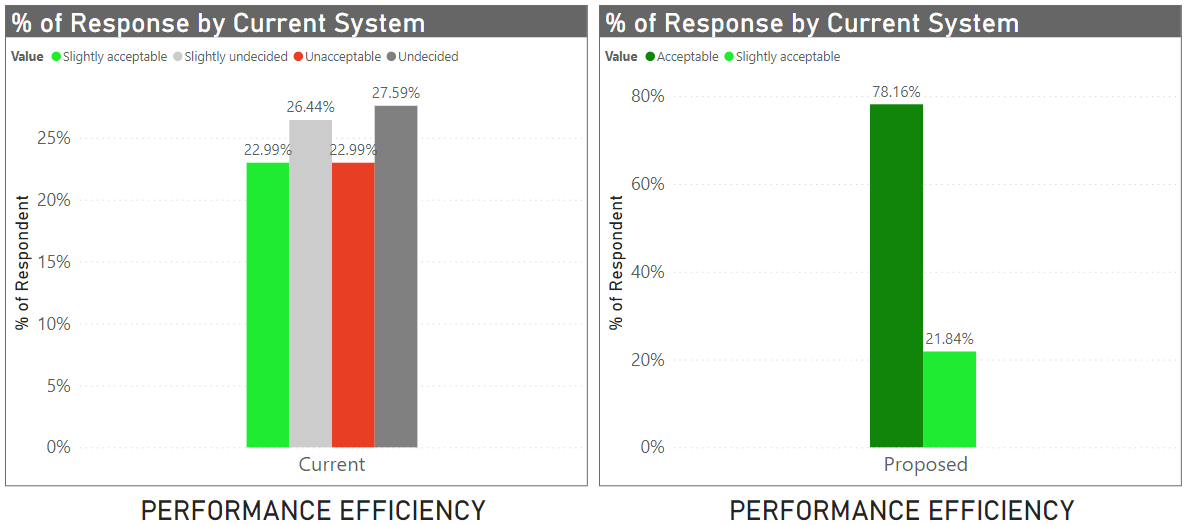 % of Response by Current System
Value Slightly acceptable Slightly undecided Unacceptable Undecided
27.59%
26.44%
22.99% 22.99%
25%
20%
15%
10%
5%
0%
% of Respondent
Current
PERFORMANCE EFFICIENCY
% of Response by Current System
Value Acceptable Slightly acceptable
78.16%
21.84%
80%
60%
40%
20%
0%
% of Respondent
Proposed
PERFORMANCE EFFICIENCY